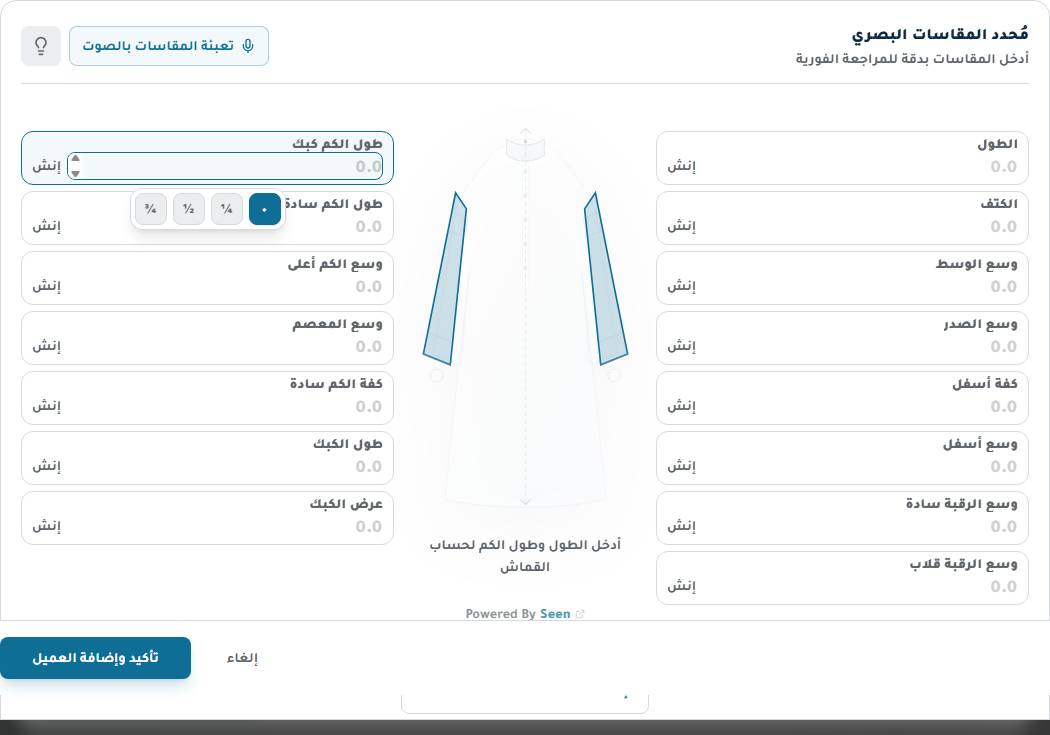 مُحدد المقاسات البصري
أدخل المقاسات بدقة للمراجعة الفورية
تعبئة المقاسات بالصوت
الطول
0.0 إنش
الكتف
0.0 إنش
وسع الوسط
0.0 إنش
وسع الصدر
0.0 إنش
كفة أسفل
0.0 إنش
وسع أسفل
0.0 إنش
وسع الرقبة سادة
0.0 إنش
وسع الرقبة قلاب
0.0 إنش
أدخل الطول وطول الكم لحساب
القماش
Powered By Seen
طول الكم كبك
0.0 إنش
¾ ½ ¼
طول الكم سادة
0.0 إنش
وسع الكم أعلى
0.0 إنش
وسع المعصم
0.0 إنش
كفة الكم سادة
0.0 إنش
طول الكبك
0.0 إنش
عرض الكبك
0.0 إنش
إلغاء
تأكيد وإضافة العميل